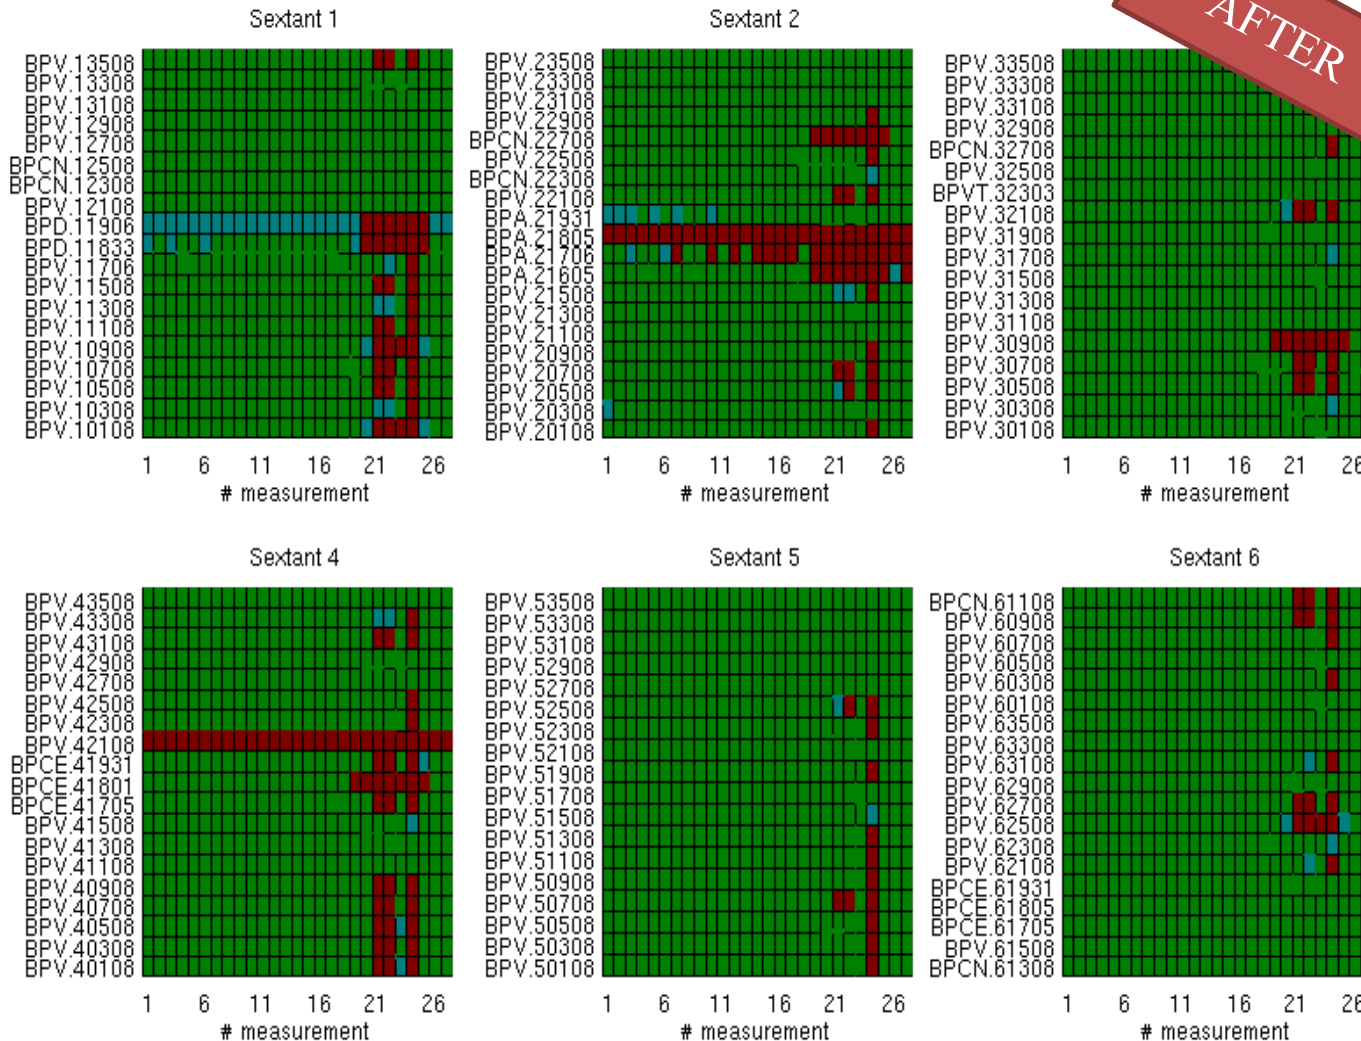 AFTER
Sextant 1
BPV.13508
BPV.13308
BPV.13108
BPV.12908
BPV.12708
BPCN.12508
BPCN.12308
BPV.12108
BPD.11906
BPD.11833
BPV.11706
BPV.11508
BPV.11308
BPV.11108
BPV.10908
BPV.10708
BPV.10508
BPV.10308
BPV.10108
1 6 11 16 21 26
# measurement
Sextant 2
BPV.23508
BPV.23308
BPV.23108
BPV.22908
BPCN.22708
BPV.22508
BPCN.22308
BPV.22108
BPA.21931
BPA.21805
BPA.21706
BPA.21605
BPV.21508
BPV.21308
BPV.21108
BPV.20908
BPV.20708
BPV.20508
BPV.20308
BPV.20108
1 6 11 16 21 26
# measurement
BPV.33508
BPV.33308
BPV.33108
BPV.32908
BPCN.32708
BPV.32508
BPVT.32303
BPV.32108
BPV.31908
BPV.31708
BPV.31508
BPV.31308
BPV.31108
BPV.30908
BPV.30708
BPV.30508
BPV.30308
BPV.30108
1 6 11 16 21 26
# measurement
Sextant 4
BPV.43508
BPV.43308
BPV.43108
BPV.42908
BPV.42708
BPV.42508
BPV.42308
BPV.42108
BPCE.41931
BPCE.41801
BPCE.41705
BPV.41508
BPV.41308
BPV.41108
BPV.40908
BPV.40708
BPV.40508
BPV.40308
BPV.40108
1 6 11 16 21 26
# measurement
Sextant 5
BPV.53508
BPV.53308
BPV.53108
BPV.52908
BPV.52708
BPV.52508
BPV.52308
BPV.52108
BPV.51908
BPV.51708
BPV.51508
BPV.51308
BPV.51108
BPV.50908
BPV.50708
BPV.50508
BPV.50308
BPV.50108
1 6 11 16 21 26
# measurement
Sextant 6
BPCN.61108
BPV.60908
BPV.60708
BPV.60508
BPV.60308
BPV.60108
BPV.63508
BPV.63308
BPV.63108
BPV.62908
BPV.62708
BPV.62508
BPV.62308
BPV.62108
BPCE.61931
BPCE.61805
BPCE.61705
BPV.61508
BPCN.61308
1 6 11 16 21 26
# measurement